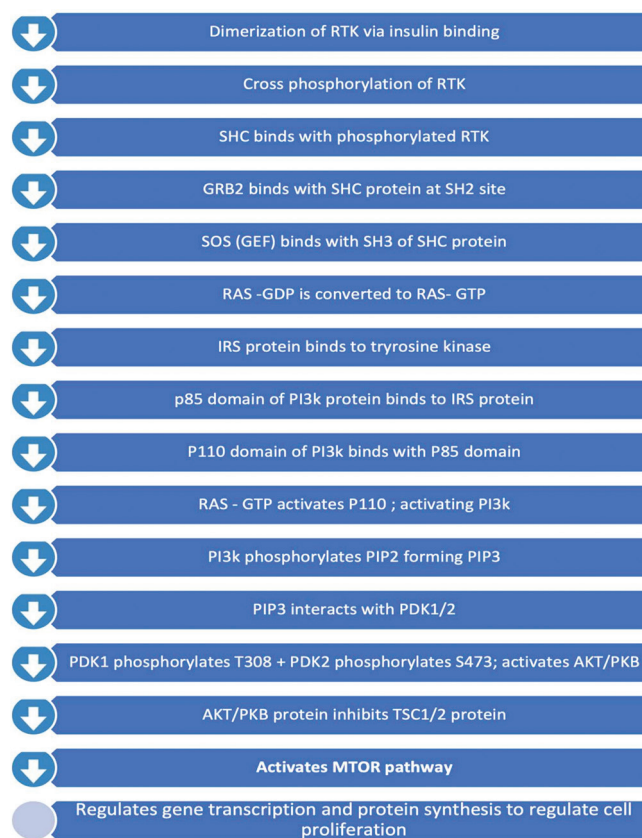 Dimerization of RTK via insulin binding
Cross phosphorylation of RTK
SHC binds with phosphorylated RTK
GRB2 binds with SHC protein at SH2 site
SOS (GEF) binds with SH3 of SHC protein
RAS -GDP is converted to RAS- GTP
IRS protein binds to tryrosine kinase
p85 domain of PI3k protein binds to IRS protein
P110 domain of PI3k binds with P85 domain
RAS - GTP activates P110 ; activating PI3k
PI3k phosphorylates PIP2 forming PIP3
PIP3 interacts with PDK1/2
PDK1 phosphorylates T308 + PDK2 phosphorylates S473; activates AKT/PKB
AKT/PKB protein inhibits TSC1/2 protein
Activates MTOR pathway
Regulates gene transcription and protein synthesis to regulate cell
proliferation